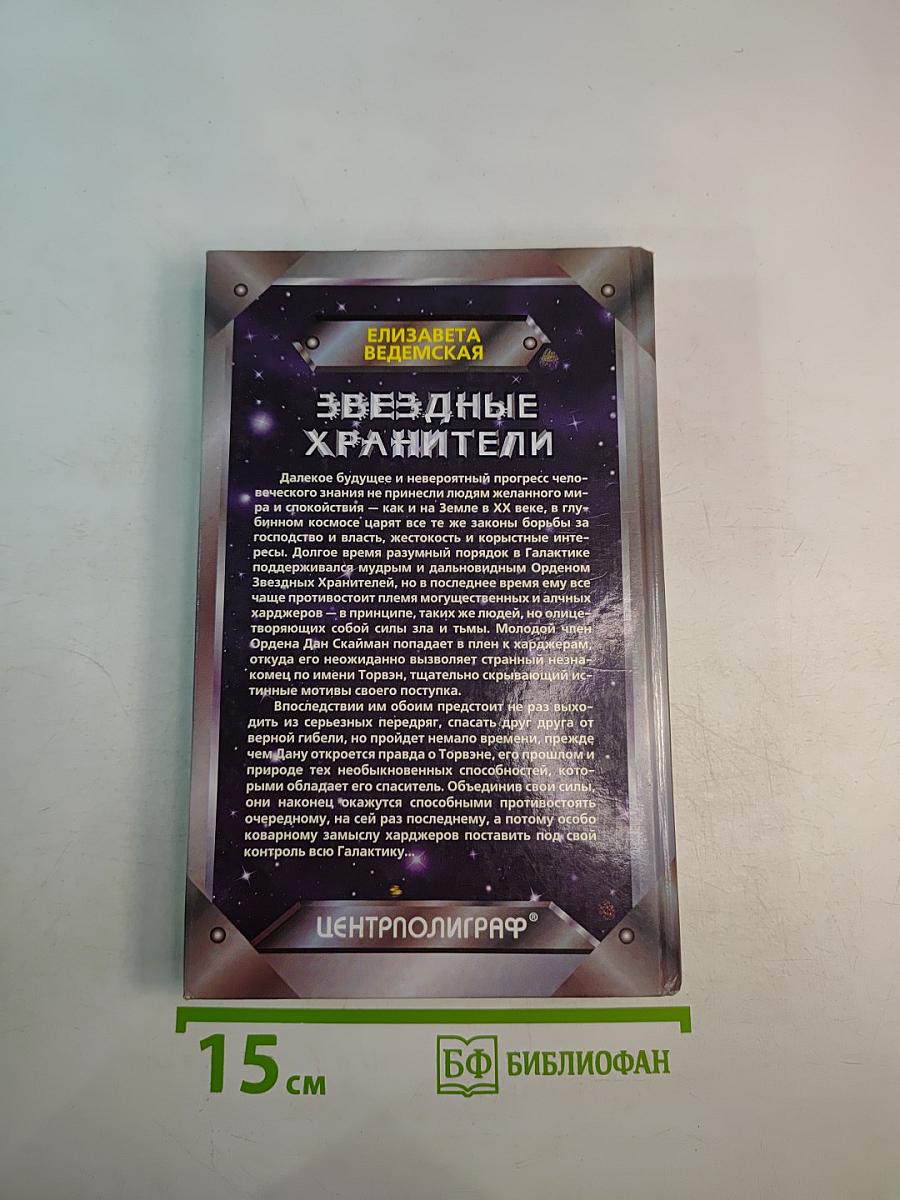 ЕЛИЗАВЕТА
ВЕДЕМСКАЯ
ЗВЕЗДНЫЕ
ХРАНИТЕЛИ
Далекое будущее и невероятный прогресс чело-
веческого знания не принесли людям желанного ми-
ра и спокойствия — как и на Земле в XX веке, в глу-
бинном космосе царят все те же законы борьбы за
господство и власть, жестокость и корыстные инте-
ресы. Долгое время разумный порядок в Галактике
поддерживался мудрым и дальновидным Орденом
Звездных Хранителей, но в последнее время ему все
чаще противостоит племя могущественных и алчных
харджеров — в принципе, таких же людей, но олице-
творяющих собой силы зла и тьмы. Молодой член
Ордена Дан Скайман попадает в плен к харджерам,
откуда его неожиданно вызволяет странный незна-
комец по имени Торвэн, тщательно скрывающий ис-
тинные мотивы своего поступка.
Впоследствии им обоим предстоит не раз выхо-
дить из серьезных передряг, спасать друг друга от
верной гибели, но пройдет немало времени, прежде
чем Дану откроется правда о Торвэне, его прошлом и
природе тех необыкновенных способностей, кото-
рыми обладает его спаситель. Объединив свои силы,
они наконец окажутся способными противостоять
очередному, на сей раз последнему, а потому особо
коварному замыслу харджеров поставить под свой
контроль всю Галактику...
ЦЕНТРПОЛИГРАФ®
15 см
БФ БИБЛИОФАН